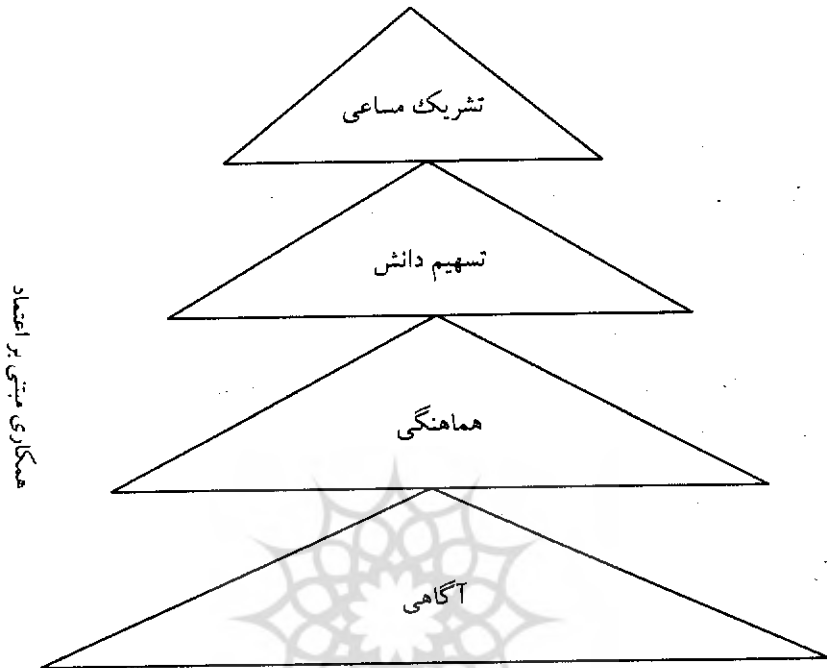 تشریک مساعی
تسهیم دانش
هماهنگی
آگاهی
همکاری مبتنی بر اعتماد